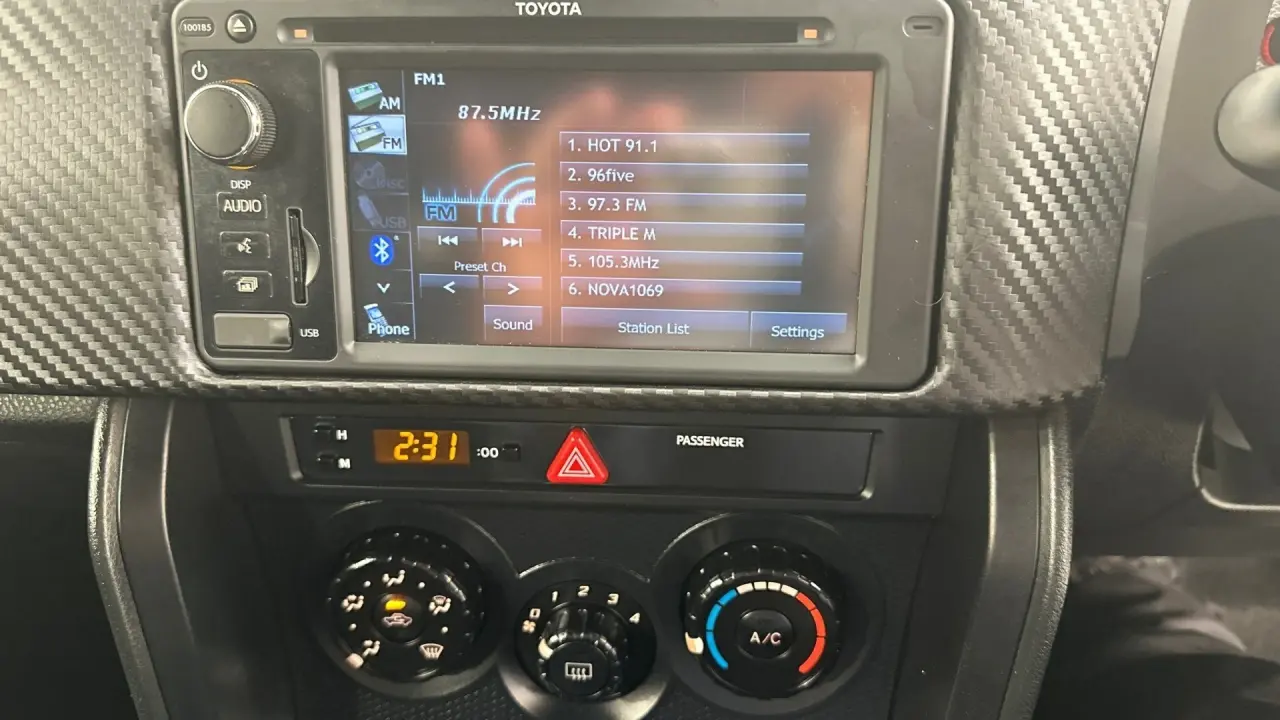 TOYOTA
100185
FM1
AM
87.5MHz
FM
1. HOT 91.1
DISC
2. 96five
DISP
AUDIO
FM
3. 97.3 FM
USB
4. TRIPLE M
Preset Ch
5. 105.3MHz
< >
6. NOVA1069
Phone
Sound
Station List
Settings
USB
H
2:31
:00
M
PASSENGER
0 1 2 3 4
A/C